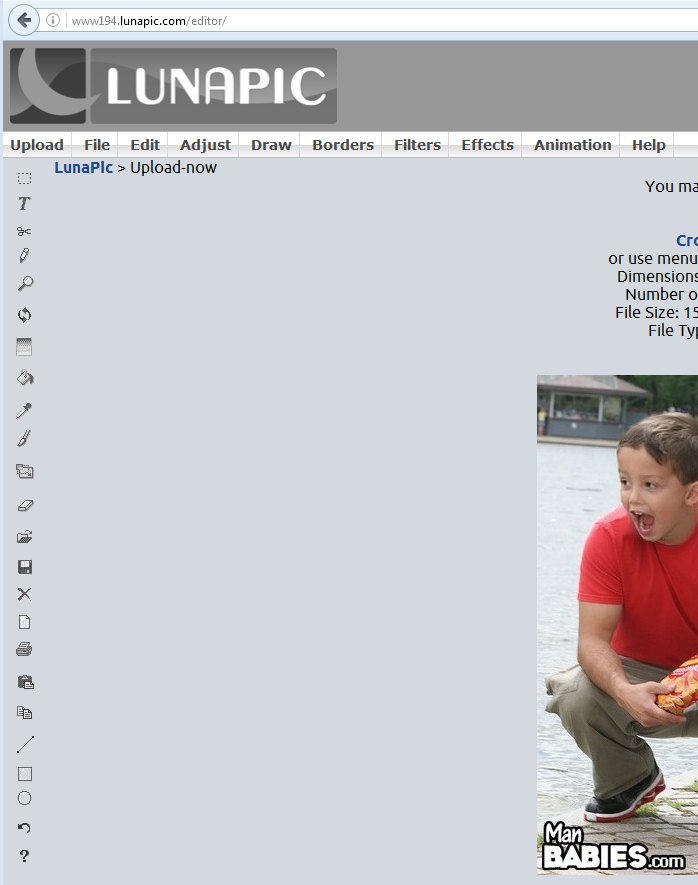 www194.lunapic.com/editor/
LUNAPIC
Upload File Edit Adjust Draw Borders Filters Effects Animation Help
LunaPic > Upload-now
You ma
Cro
or use menu
Dimensions
Number o
File Size: 15
File Typ
T
?
Man
BABIES.com